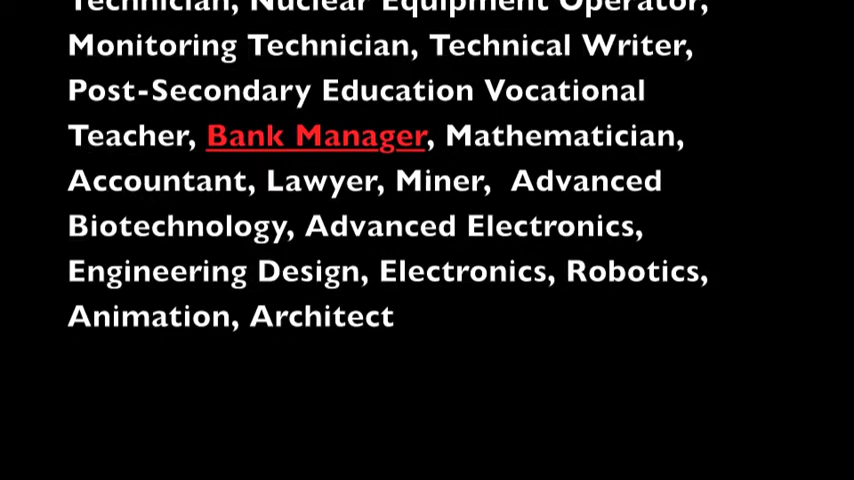 Technician, Nuclear Equipment Operator,
Monitoring Technician, Technical Writer,
Post-Secondary Education Vocational
Teacher, Bank Manager, Mathematician,
Accountant, Lawyer, Miner,  Advanced
Biotechnology, Advanced Electronics,
Engineering Design, Electronics, Robotics,
Animation, Architect